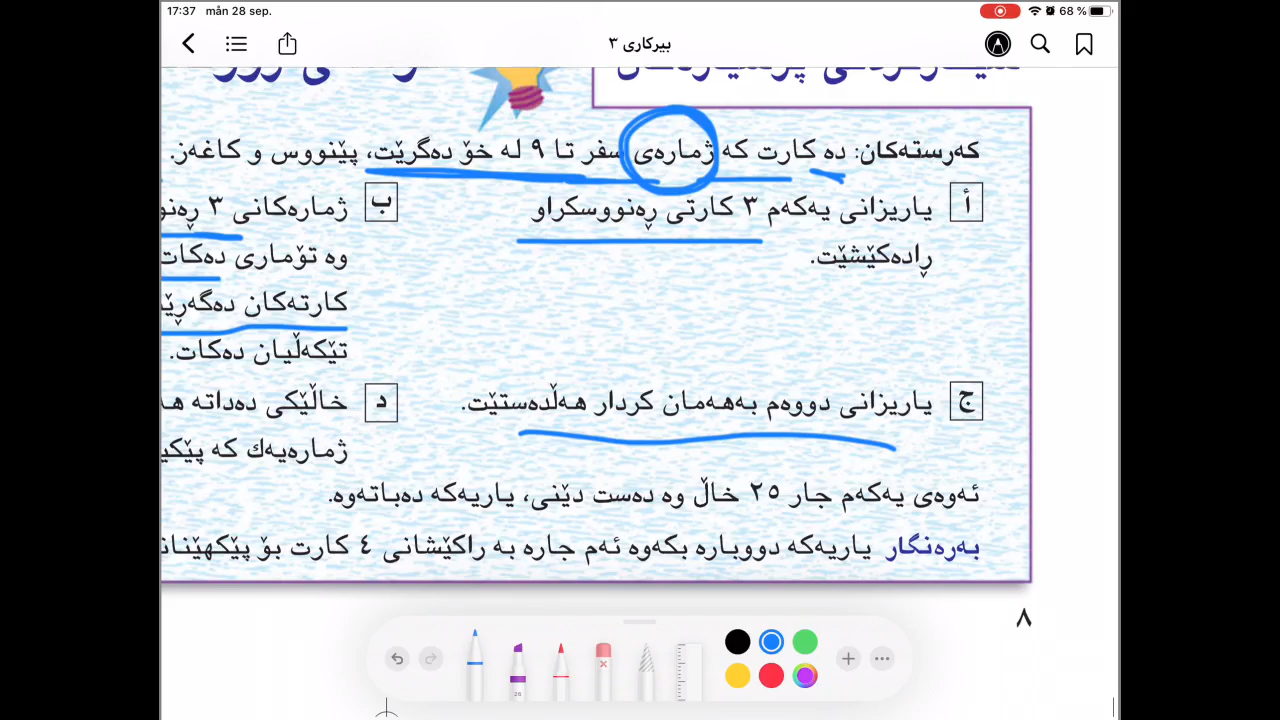 17:37 mån 28 sep. 68 %
بیرکاری ٣
کەرستەکان: دە کارت کە ژمارەی سفر تا ٩ لە خۆ دەگرێت، پێنووس و کاغەز.
أ یاریزانی یەکەم ٣ کارتی ڕەنووسکراو
ڕادەکێشێت.
ب ژمارەکانی ٣
وە تۆماری دەکات
کارتەکان
تێکەڵیان دەکات.
ج یاریزانی دووەم بەهەمان کردار هەڵدەستێت.
د خاڵێکی دەداتە
ژمارەیەك کە
ئەوەی یەکەم جار ٢٥ خاڵ وە دەست دێنی، یاریەکە دەباتەوە.
بەرەنگار یاریەکە دووبارە بکەوە ئەم جارە بە راکێشانی ٤ کارت بۆ
٨
26